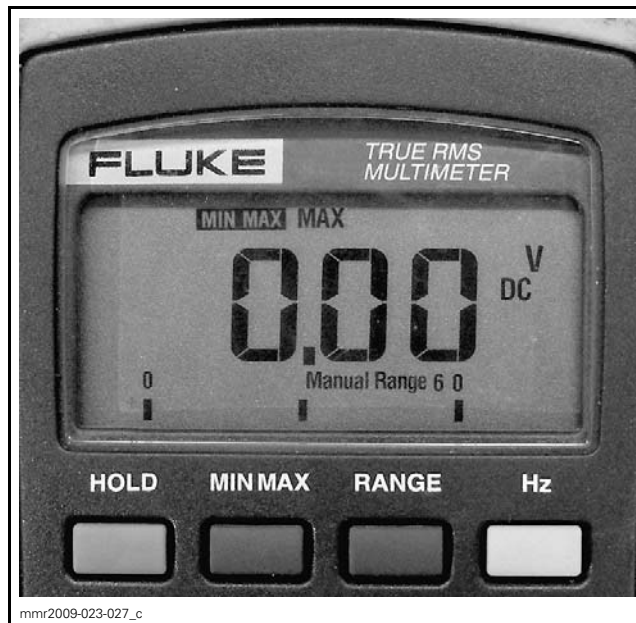 FLUKE
TRUE RMS
MULTIMETER
MIN MAX MAX
0.00 V
DC
0 Manual Range 6 0
HOLD MIN MAX RANGE Hz
mmr2009-023-027_c